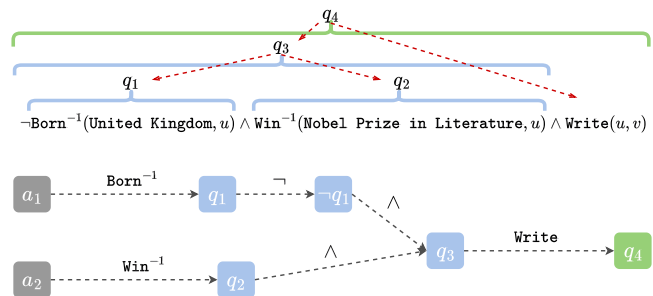 q₄
q₃
q₁ q₂
¬Born⁻¹(United Kingdom, u) ∧ Win⁻¹(Nobel Prize in Literature, u) ∧ Write(u, v)
a₁ Born⁻¹ q₁ ¬ ¬q₁ ∧
q₃ Write q₄
a₂ Win⁻¹ q₂ ∧